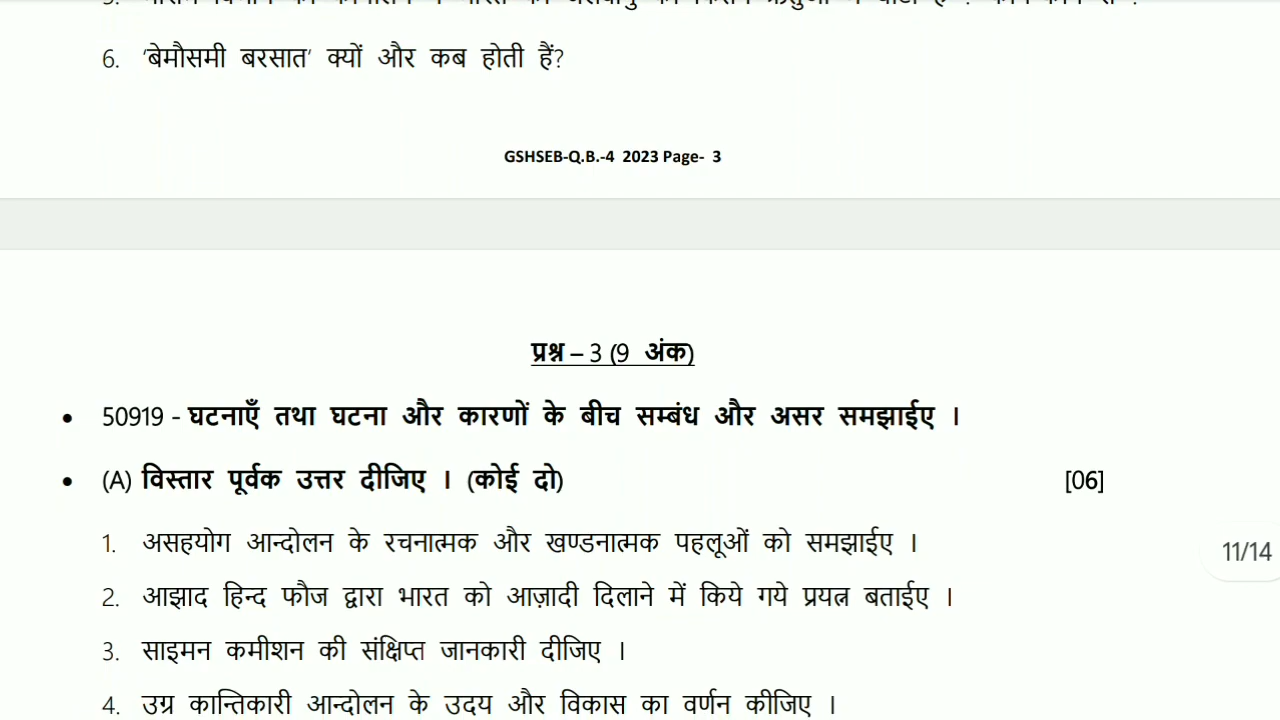 6. 'बेमौसमी बरसात' क्यों और कब होती हैं?
GSHSEB-Q.B.-4 2023 Page- 3
प्रश्न – 3 (9 अंक)
• 50919 - घटनाएँ तथा घटना और कारणों के बीच सम्बंध और असर समझाईए ।
• (A) विस्तार पूर्वक उत्तर दीजिए । (कोई दो) [06]
1. असहयोग आन्दोलन के रचनात्मक और खण्डनात्मक पहलूओं को समझाईए ।
11/14
2. आझाद हिन्द फौज द्वारा भारत को आज़ादी दिलाने में किये गये प्रयत्न बताईए ।
3. साइमन कमीशन की संक्षिप्त जानकारी दीजिए ।
4. उग्र कान्तिकारी आन्दोलन के उदय और विकास का वर्णन कीजिए ।